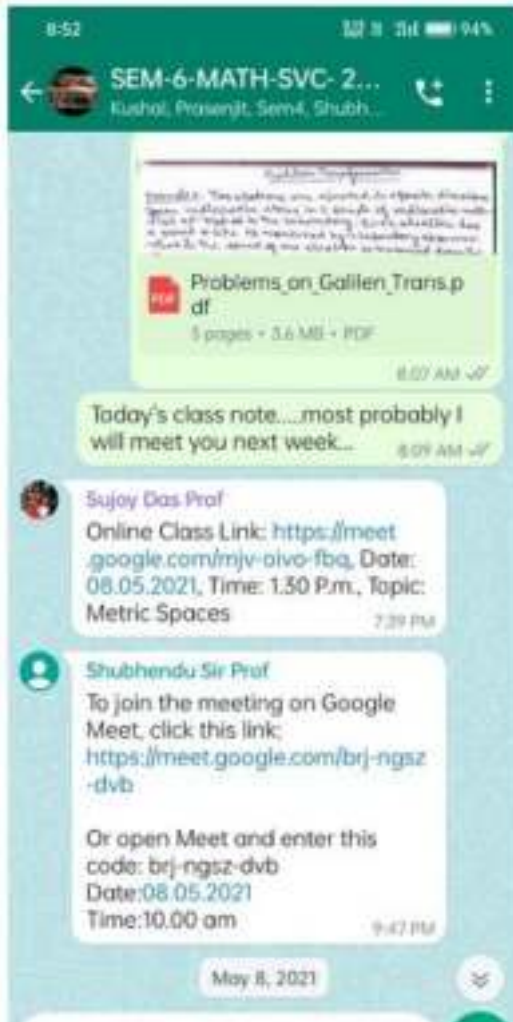 8:52
94%
SEM-6-MATH-SVC- 2...
Kushal, Prasenjit, Sem4, Shubh...
Problems_on_Galilen_Trans.p
df
5 pages • 3.6 MB • PDF
8:07 AM
Today's class note.....most probably I
will meet you next week...
8:09 AM
Sujoy Das Prof
Online Class Link: https://meet
.google.com/mjv-oivo-fbq, Date:
08.05.2021, Time: 1.30 P.m., Topic:
Metric Spaces
7:39 PM
Shubhendu Sir Prof
To join the meeting on Google
Meet, click this link:
https://meet.google.com/brj-ngsz
-dvb
Or open Meet and enter this
code: brj-ngsz-dvb
Date:08.05.2021
Time:10.00 am
9:47 PM
May 8, 2021